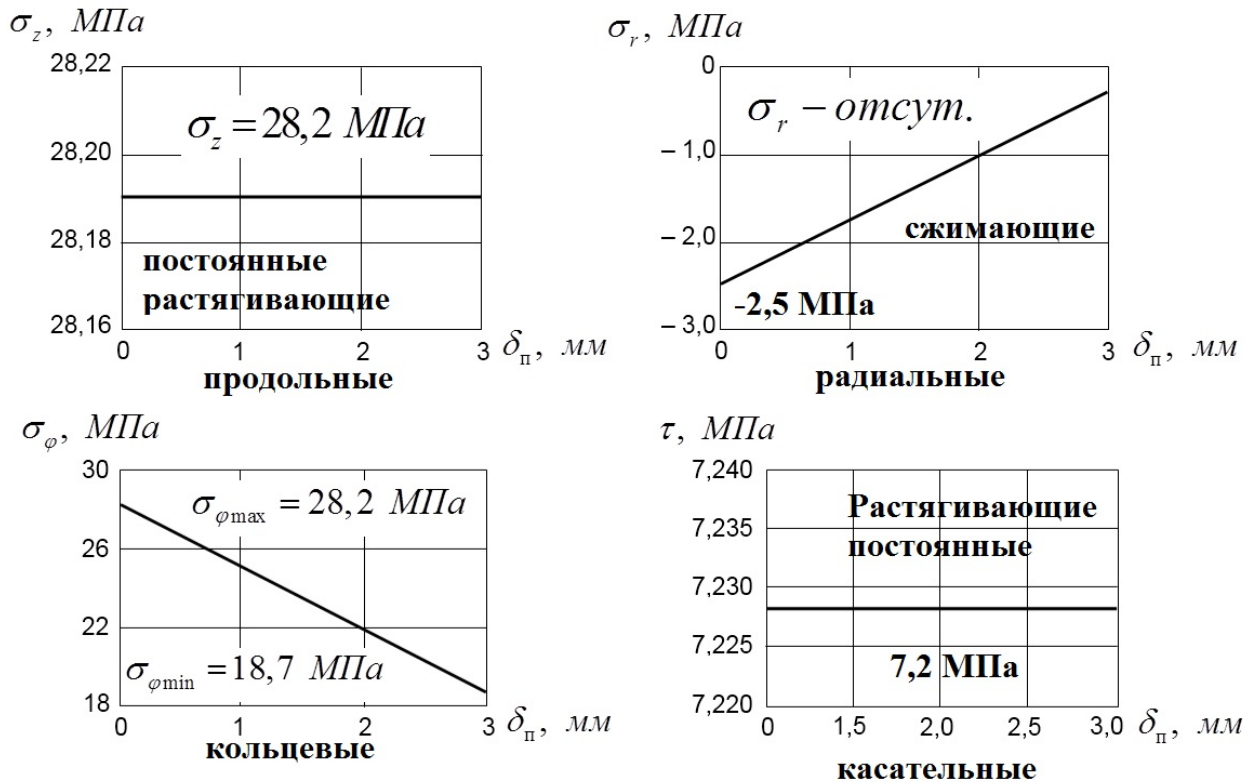 σz, МПа
28,22
28,20
28,18
28,16
σz = 28,2 МПа
постоянные
растягивающие
0 1 2 3 δп, мм
продольные
σr, МПа
0
– 1,0
– 2,0
– 3,0
σr – отсут.
сжимающие
-2,5 МПа
0 1 2 3 δп, мм
радиальные
σφ, МПа
30
26
22
18
σφmax = 28,2 МПа
σφmin = 18,7 МПа
0 1 2 3 δп, мм
кольцевые
τ, МПа
7,240
7,235
7,230
7,225
7,220
Растягивающие
постоянные
7,2 МПа
0 1,5 2,0 2,5 3,0 δп, мм
касательные